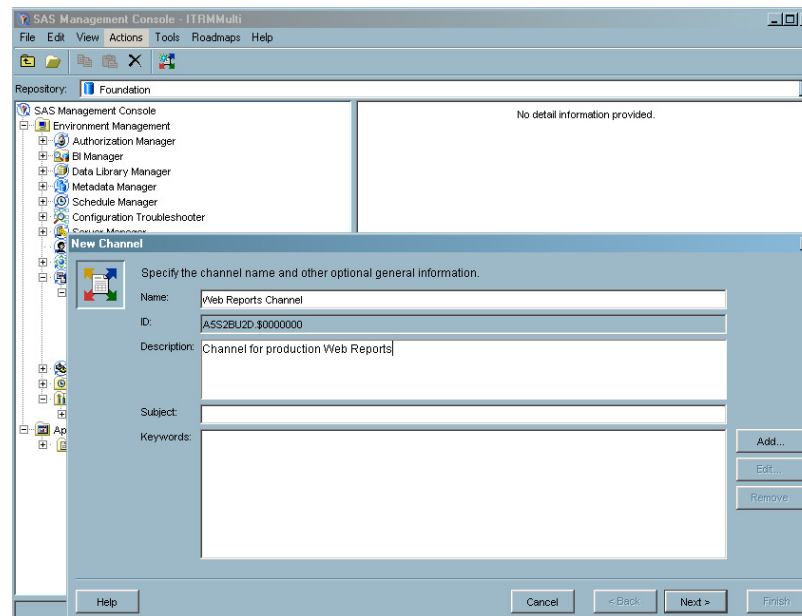 SAS Management Console - ITRMMulti
File Edit View Actions Tools Roadmaps Help
Repository: Foundation
SAS Management Console
Environment Management
Authorization Manager
BI Manager
Data Library Manager
Metadata Manager
Schedule Manager
Configuration Troubleshooter
Server Manager
No detail information provided.
New Channel
Specify the channel name and other optional general information.
Name: Web Reports Channel
ID: A5S2BU2D.$0000000
Description: Channel for production Web Reports
Subject:
Keywords:
Add...
Edit...
Remove
Ap
Help Cancel < Back Next > Finish